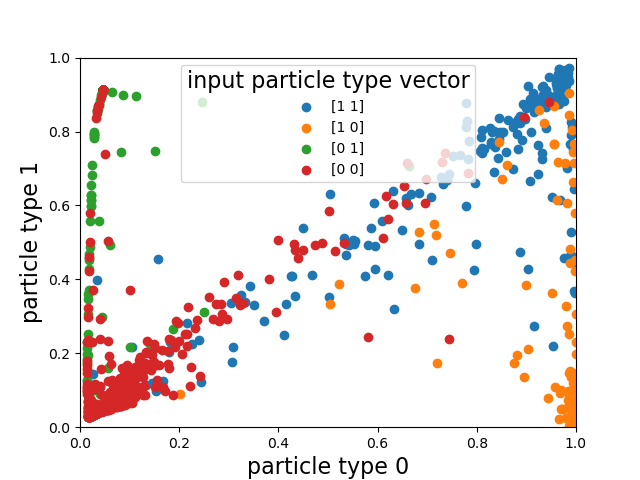 input particle type vector
[1 1]
[1 0]
[0 1]
[0 0]
particle type 1
1.0
0.8
0.6
0.4
0.2
0.0
0.0 0.2 0.4 0.6 0.8 1.0
particle type 0